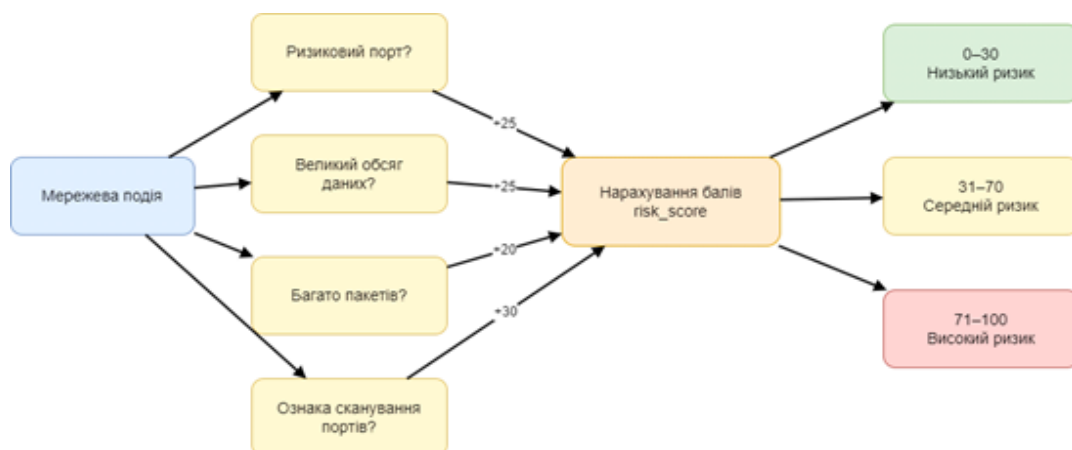 Ризиковий порт?
Великий обсяг
даних?
Мережева подія
Багато пакетів?
Ознака сканування
портів?
+25
+25
+20
+30
Нарахування балів
risk_score
0–30
Низький ризик
31–70
Середній ризик
71–100
Високий ризик